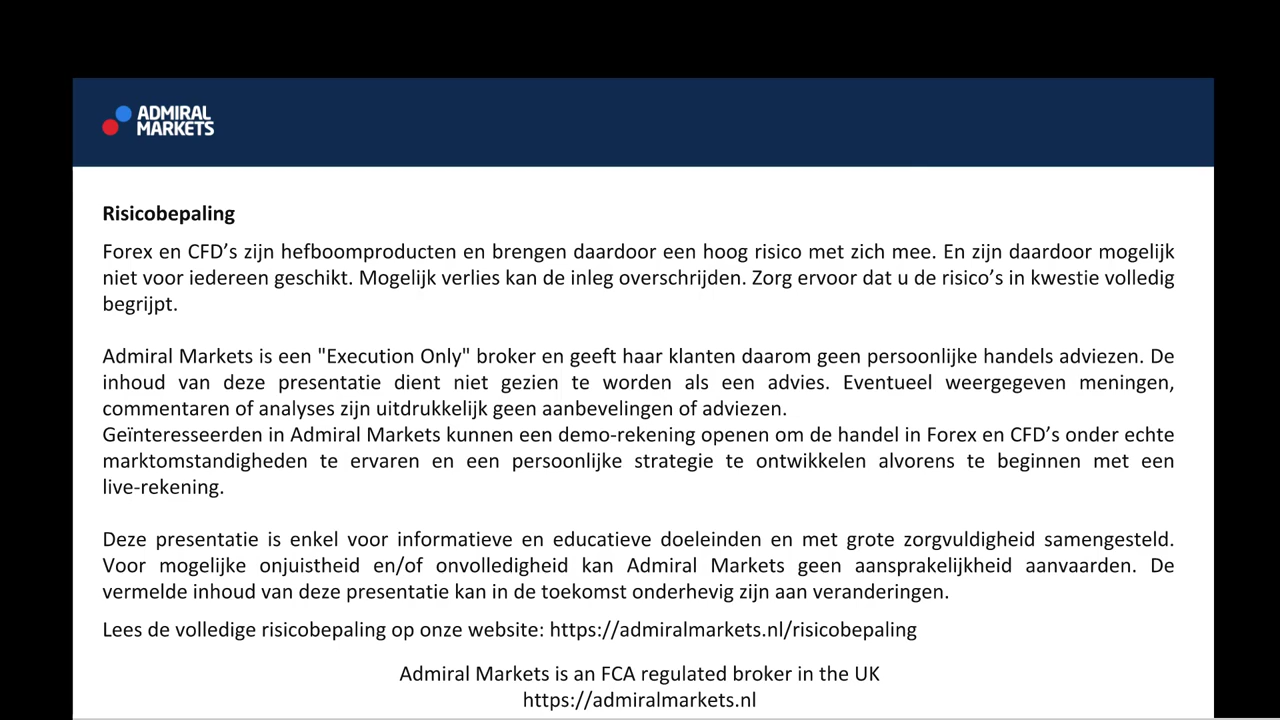 ADMIRAL
MARKETS
Risicobepaling
Forex en CFD’s zijn hefboomproducten en brengen daardoor een hoog risico met zich mee. En zijn daardoor mogelijk
niet voor iedereen geschikt. Mogelijk verlies kan de inleg overschrijden. Zorg ervoor dat u de risico’s in kwestie volledig
begrijpt.
Admiral Markets is een "Execution Only" broker en geeft haar klanten daarom geen persoonlijke handels adviezen. De
inhoud van deze presentatie dient niet gezien te worden als een advies. Eventueel weergegeven meningen,
commentaren of analyses zijn uitdrukkelijk geen aanbevelingen of adviezen.
Geïnteresseerden in Admiral Markets kunnen een demo-rekening openen om de handel in Forex en CFD’s onder echte
marktomstandigheden te ervaren en een persoonlijke strategie te ontwikkelen alvorens te beginnen met een
live-rekening.
Deze presentatie is enkel voor informatieve en educatieve doeleinden en met grote zorgvuldigheid samengesteld.
Voor mogelijke onjuistheid en/of onvolledigheid kan Admiral Markets geen aansprakelijkheid aanvaarden. De
vermelde inhoud van deze presentatie kan in de toekomst onderhevig zijn aan veranderingen.
Lees de volledige risicobepaling op onze website: https://admiralmarkets.nl/risicobepaling
Admiral Markets is an FCA regulated broker in the UK
https://admiralmarkets.nl